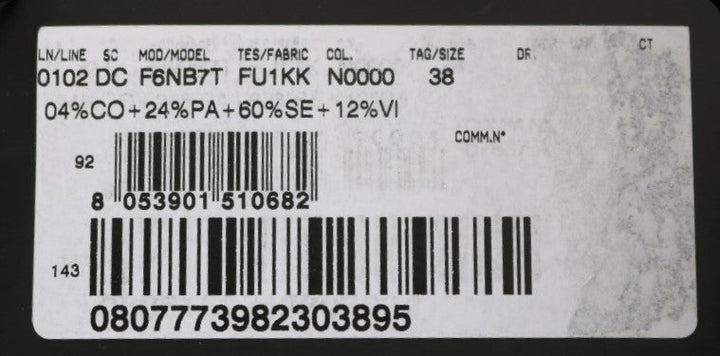 LN/LINE SC MOD/MODEL TES/FABRIC COL. TAG/SIZE DR. CT
0102 DC F6NB7T FU1KK N0000 38
04%CO+24%PA+60%SE+12%VI
COMM.N°
92
8 053901 510682
143
0807773982303895